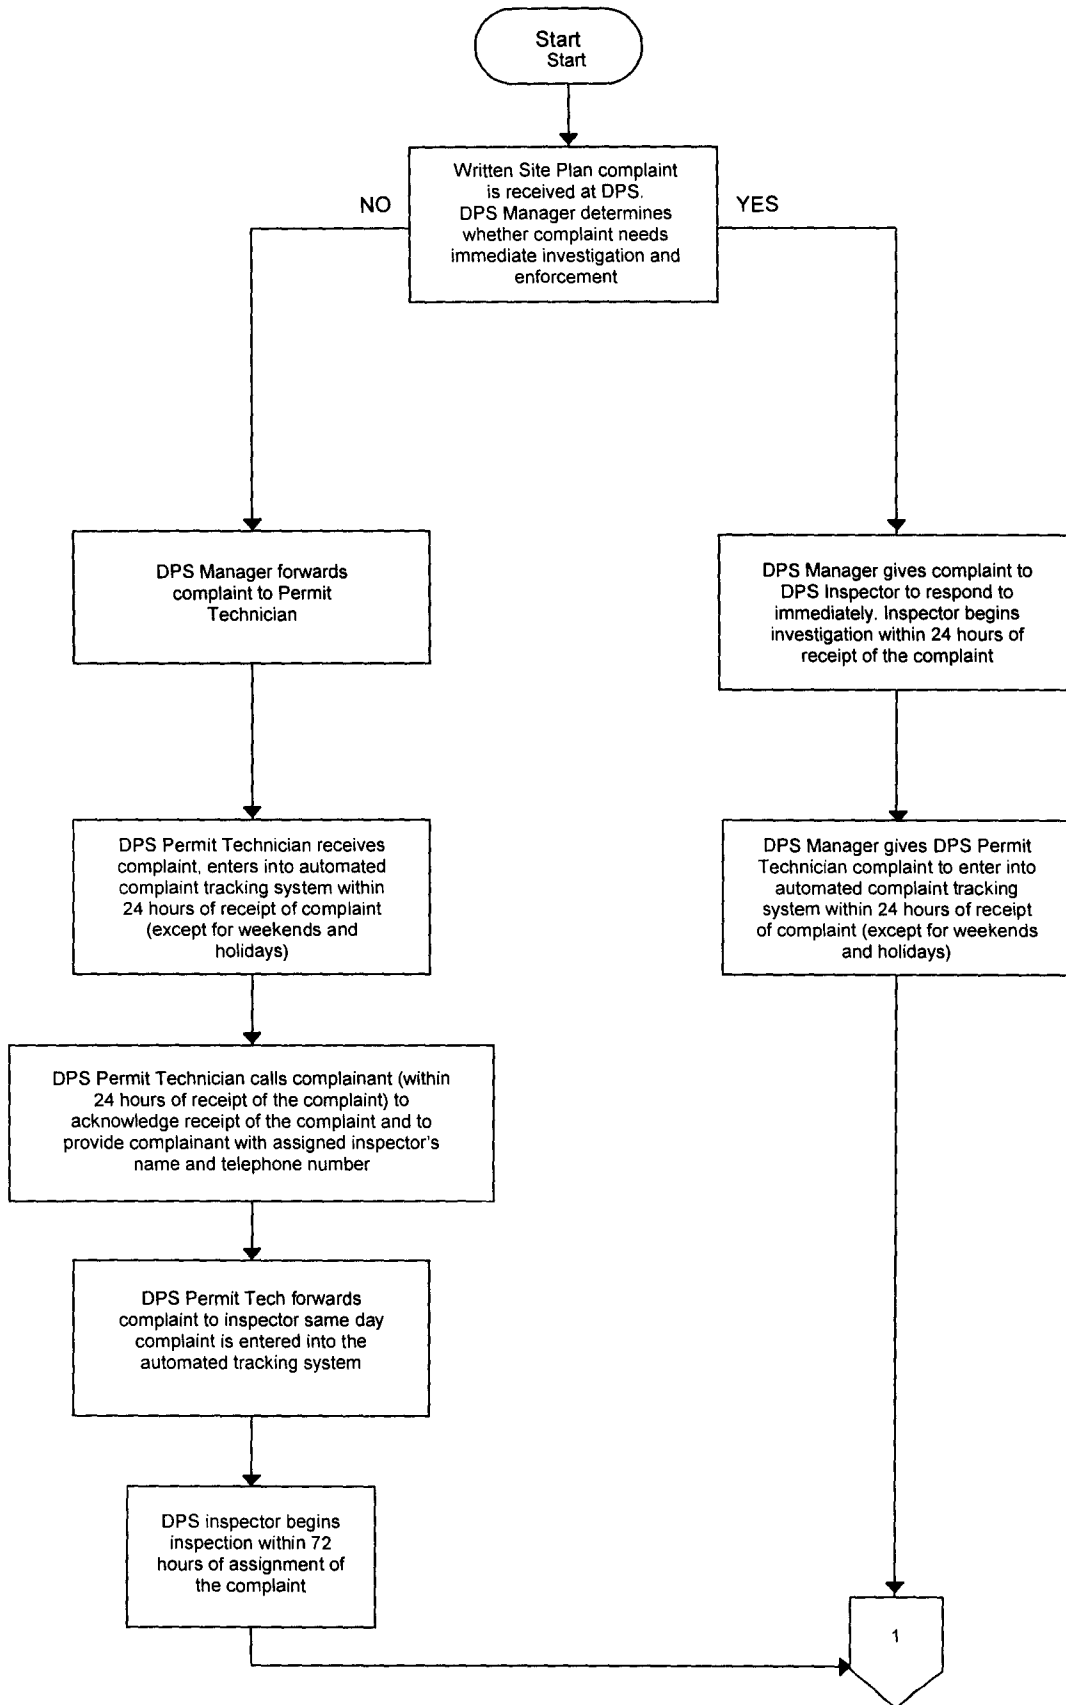 Start
Start
Written Site Plan complaint
is received at DPS.
DPS Manager determines
whether complaint needs
immediate investigation and
enforcement
NO
YES
DPS Manager forwards
complaint to Permit
Technician
DPS Manager gives complaint to
DPS Inspector to respond to
immediately. Inspector begins
investigation within 24 hours of
receipt of the complaint
DPS Permit Technician receives
complaint, enters into automated
complaint tracking system within
24 hours of receipt of complaint
(except for weekends and
holidays)
DPS Manager gives DPS Permit
Technician complaint to enter into
automated complaint tracking
system within 24 hours of receipt
of complaint (except for weekends
and holidays)
DPS Permit Technician calls complainant (within
24 hours of receipt of the complaint) to
acknowledge receipt of the complaint and to
provide complainant with assigned inspector's
name and telephone number
DPS Permit Tech forwards
complaint to inspector same day
complaint is entered into the
automated tracking system
DPS inspector begins
inspection within 72
hours of assignment of
the complaint
1